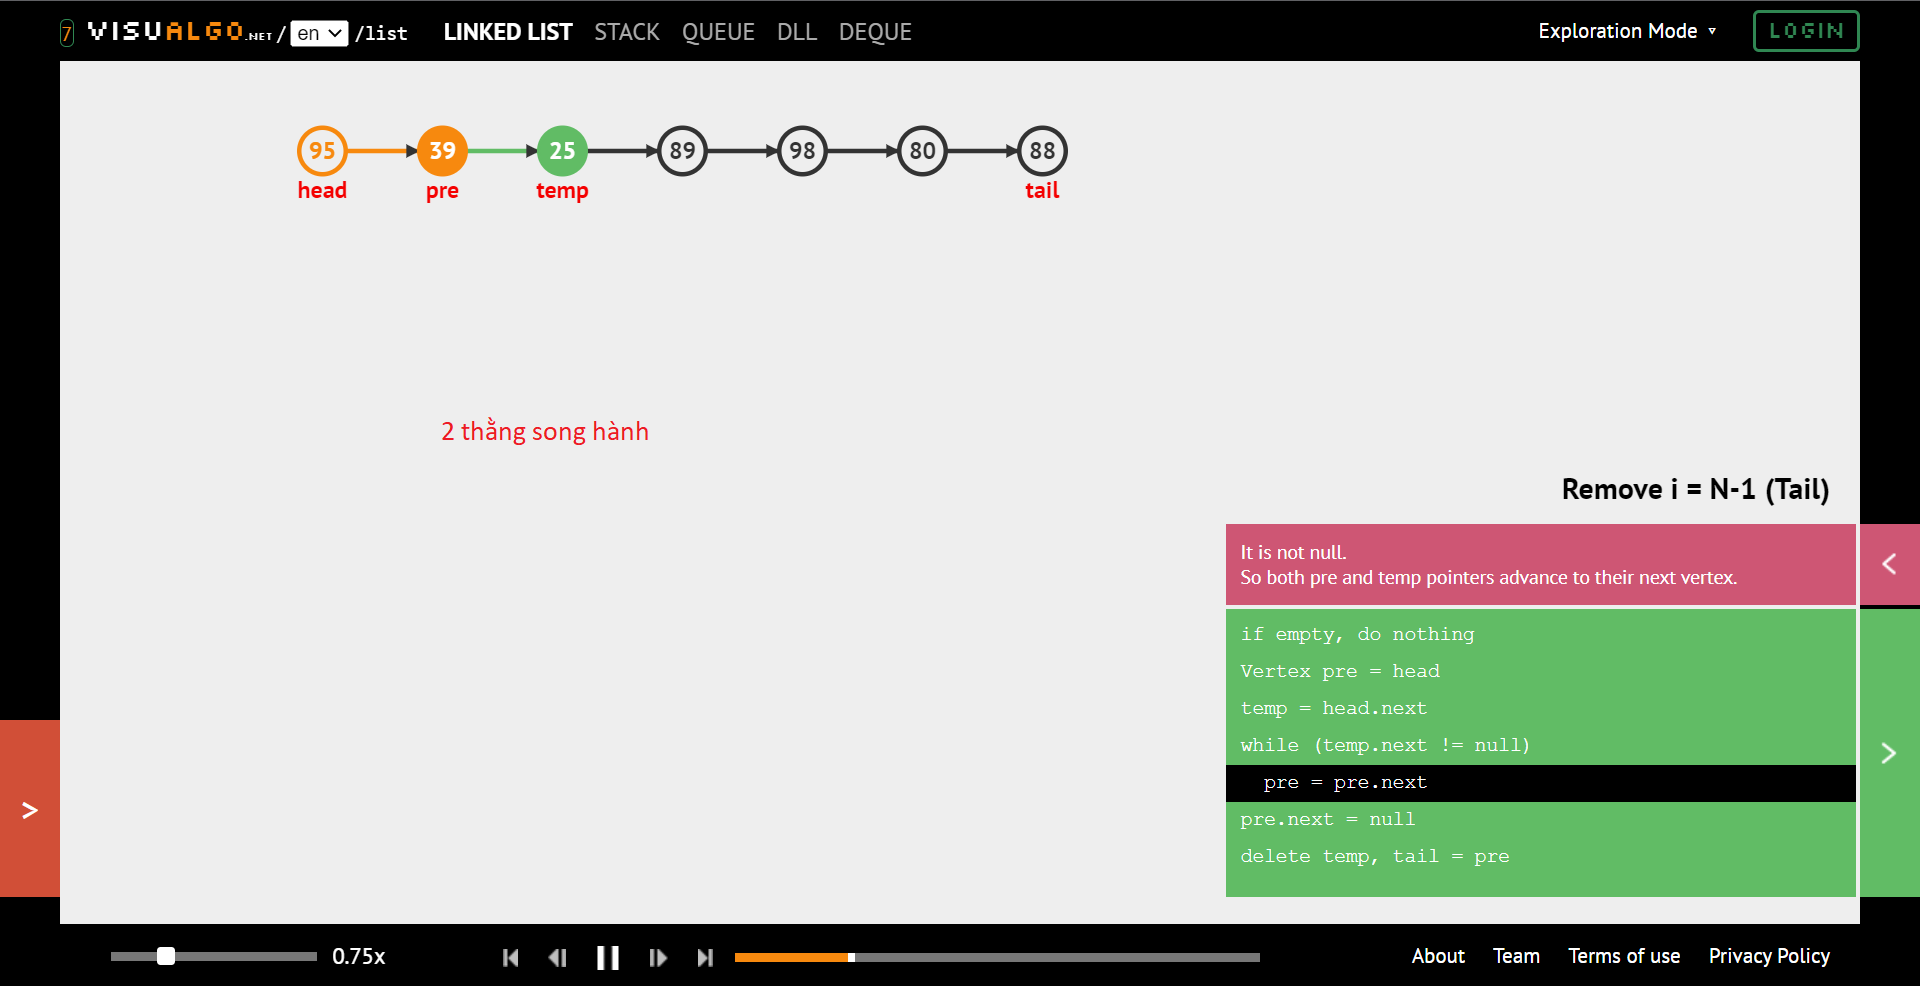 7 VISUALGO.NET / en /list LINKED LIST STACK QUEUE DLL DEQUE Exploration Mode ▼ LOGIN
95 39 25 89 98 80 88
head pre temp tail
2 thằng song hành
Remove i = N-1 (Tail)
It is not null.
So both pre and temp pointers advance to their next vertex.
if empty, do nothing
Vertex pre = head
temp = head.next
while (temp.next != null)
pre = pre.next
pre.next = null
delete temp, tail = pre
0.75x About Team Terms of use Privacy Policy